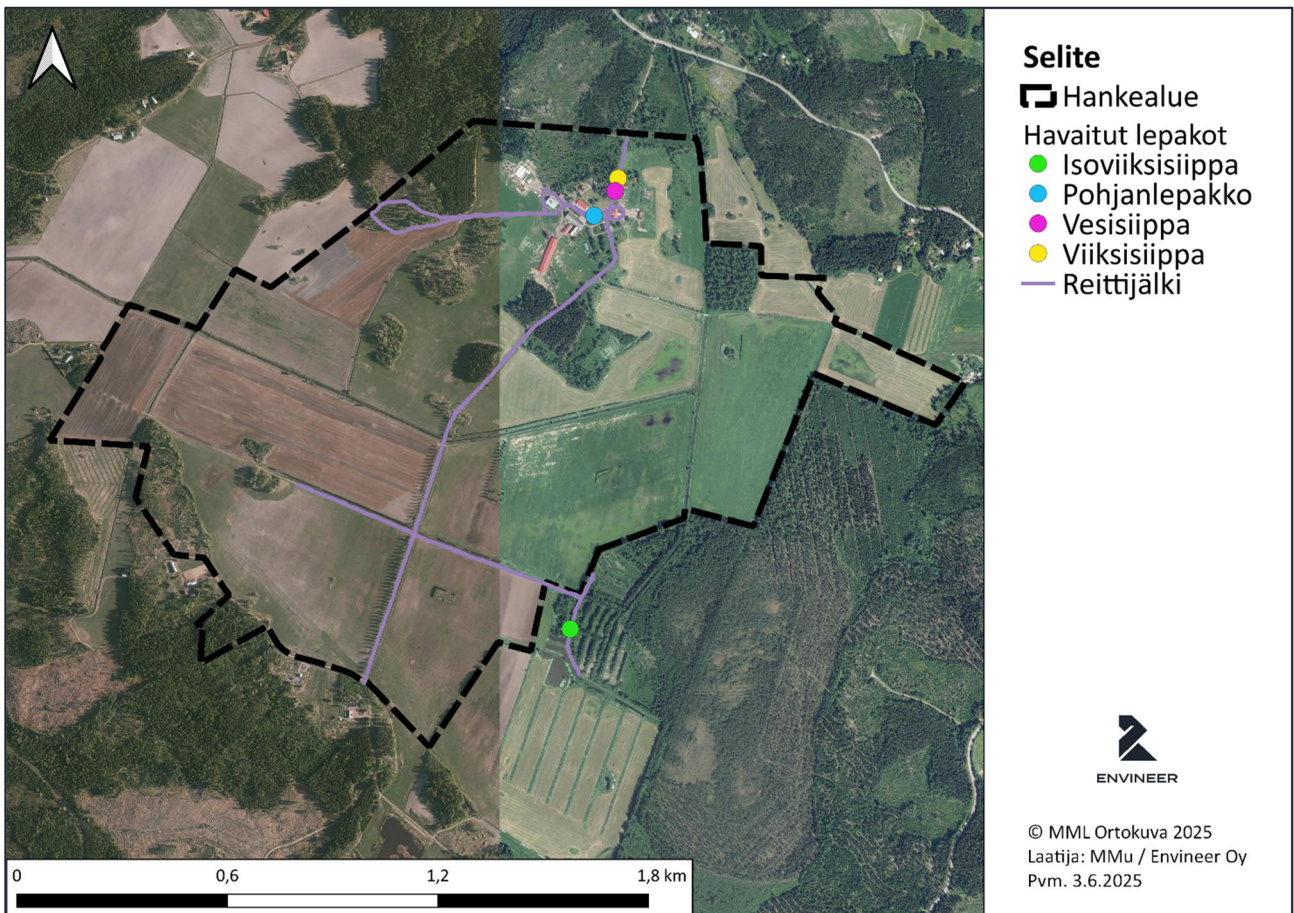 Selite
Hankealue
Havaitut lepakot
Isoviiksisiippa
Pohjanlepakko
Vesisiippa
Viiksisiippa
Reittijälki
ENVINEER
© MML Ortokuva 2025
Laatija: MMu / Envineer Oy
Pvm. 3.6.2025
0 0,6 1,2 1,8 km